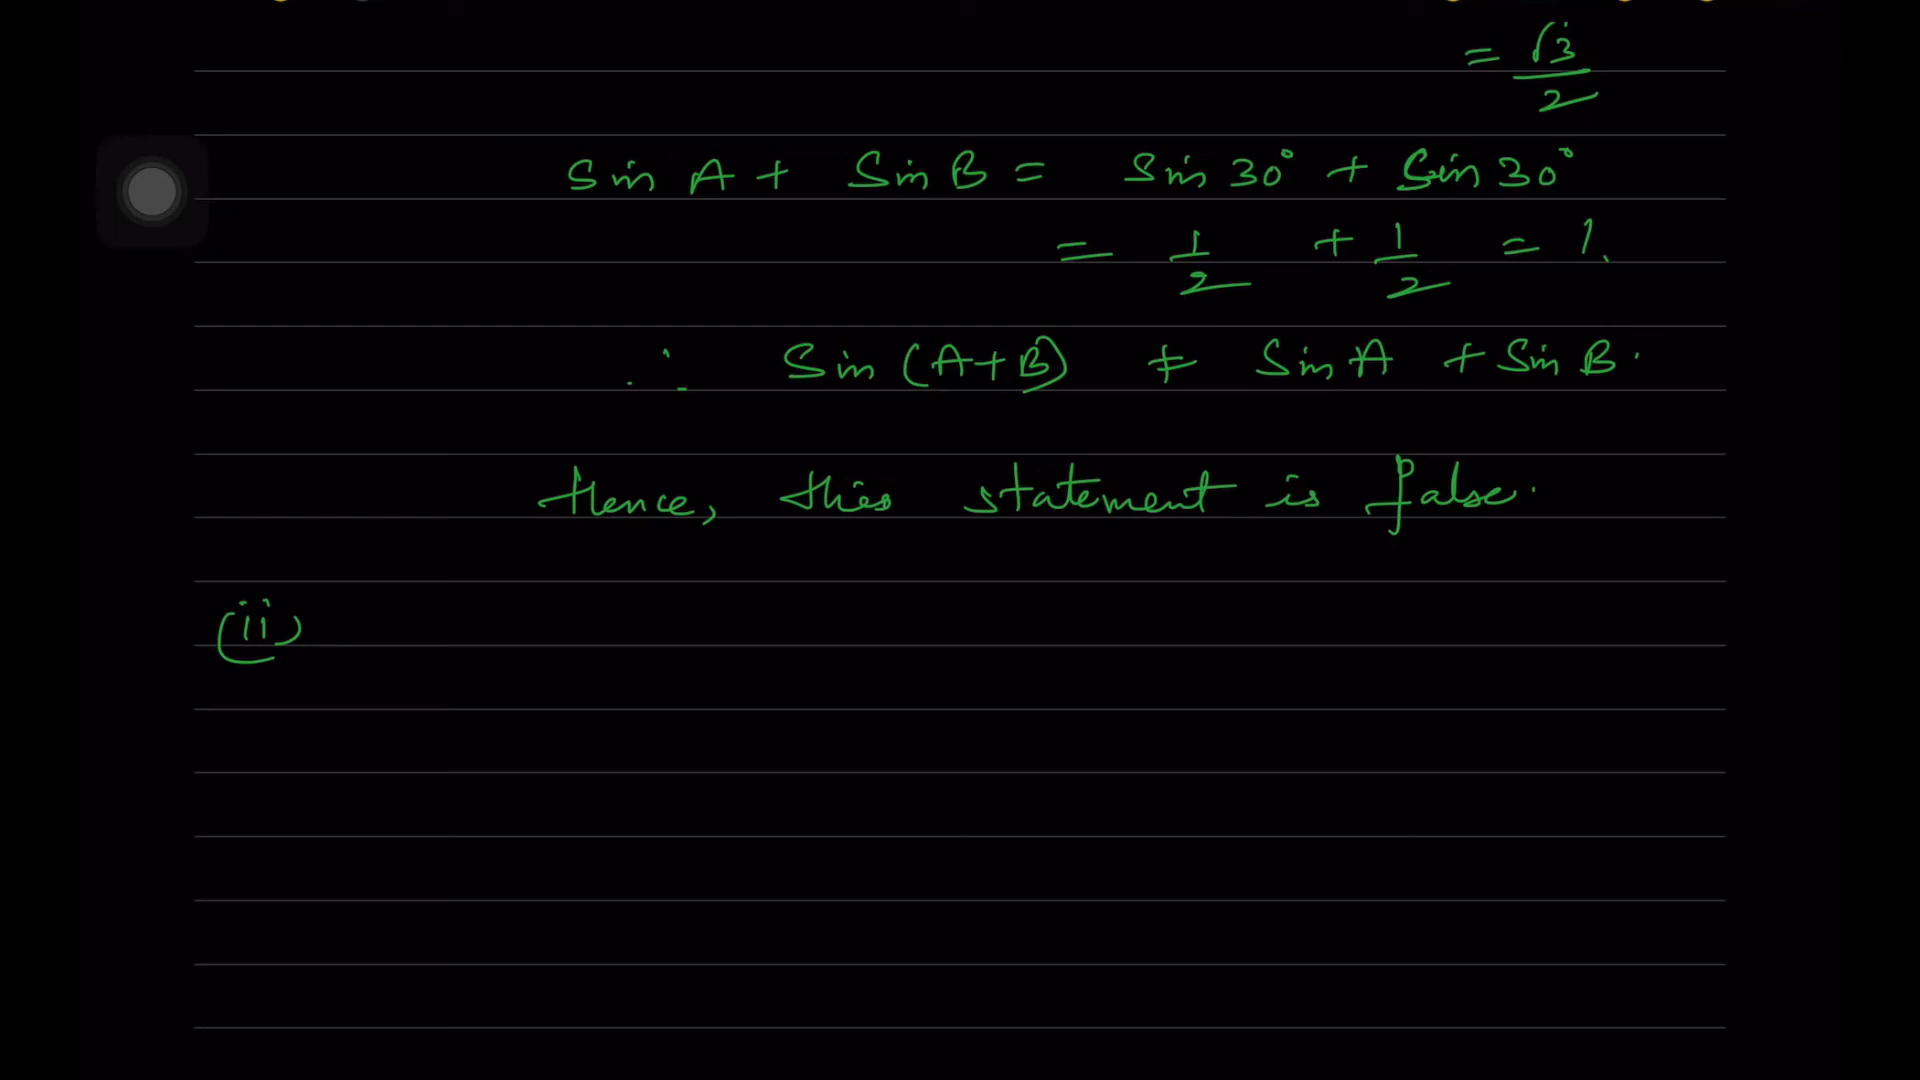 = √3/2
Sin A + Sin B = Sin 30° + Sin 30°
= 1/2 + 1/2 = 1.
∴ Sin (A+B) ≠ Sin A + Sin B.
Hence, this statement is false.
(ii)